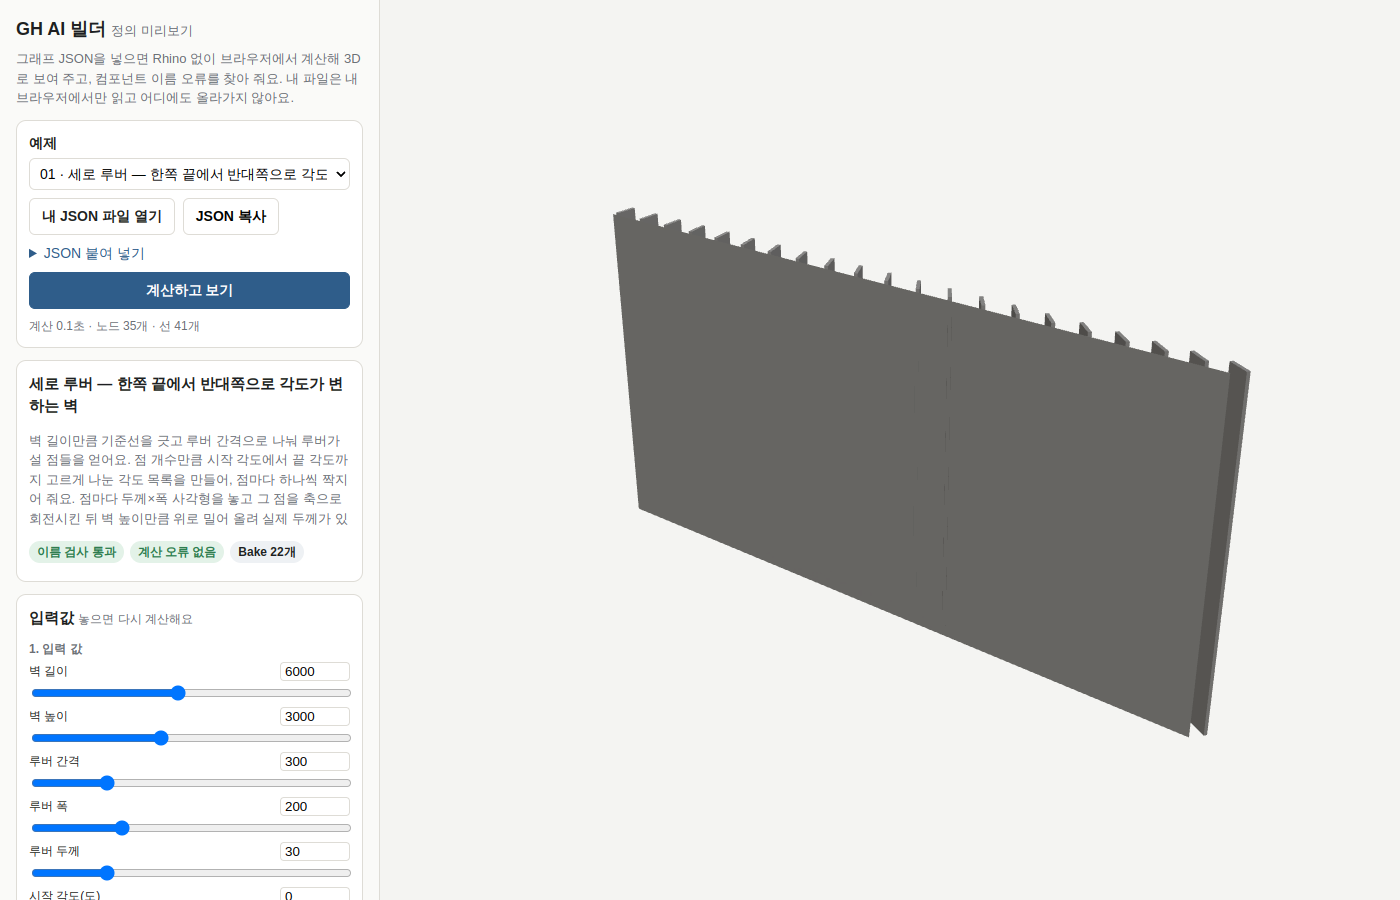 GH AI 빌더 정의 미리보기
그래프 JSON을 넣으면 Rhino 없이 브라우저에서 계산해 3D
로 보여 주고, 컴포넌트 이름 오류를 찾아 줘요. 내 파일은 내
브라우저에서만 읽고 어디에도 올라가지 않아요.
예제
01 · 세로 루버 — 한쪽 끝에서 반대쪽으로 각도
내 JSON 파일 열기
JSON 복사
JSON 붙여 넣기
계산하고 보기
계산 0.1초 · 노드 35개 · 선 41개
세로 루버 — 한쪽 끝에서 반대쪽으로 각도가 변
하는 벽
벽 길이만큼 기준선을 긋고 루버 간격으로 나눠 루버가
설 점들을 얻어요. 점 개수만큼 시작 각도에서 끝 각도까
지 고르게 나눈 각도 목록을 만들어, 점마다 하나씩 짝지
어 줘요. 점마다 두께×폭 사각형을 놓고 그 점을 축으로
회전시킨 뒤 벽 높이만큼 위로 밀어 올려 실제 두께가 있
이름 검사 통과
계산 오류 없음
Bake 22개
입력값 놓으면 다시 계산해요
1. 입력 값
벽 길이 6000
벽 높이 3000
루버 간격 300
루버 폭 200
루버 두께 30
시작 각도(도) 0